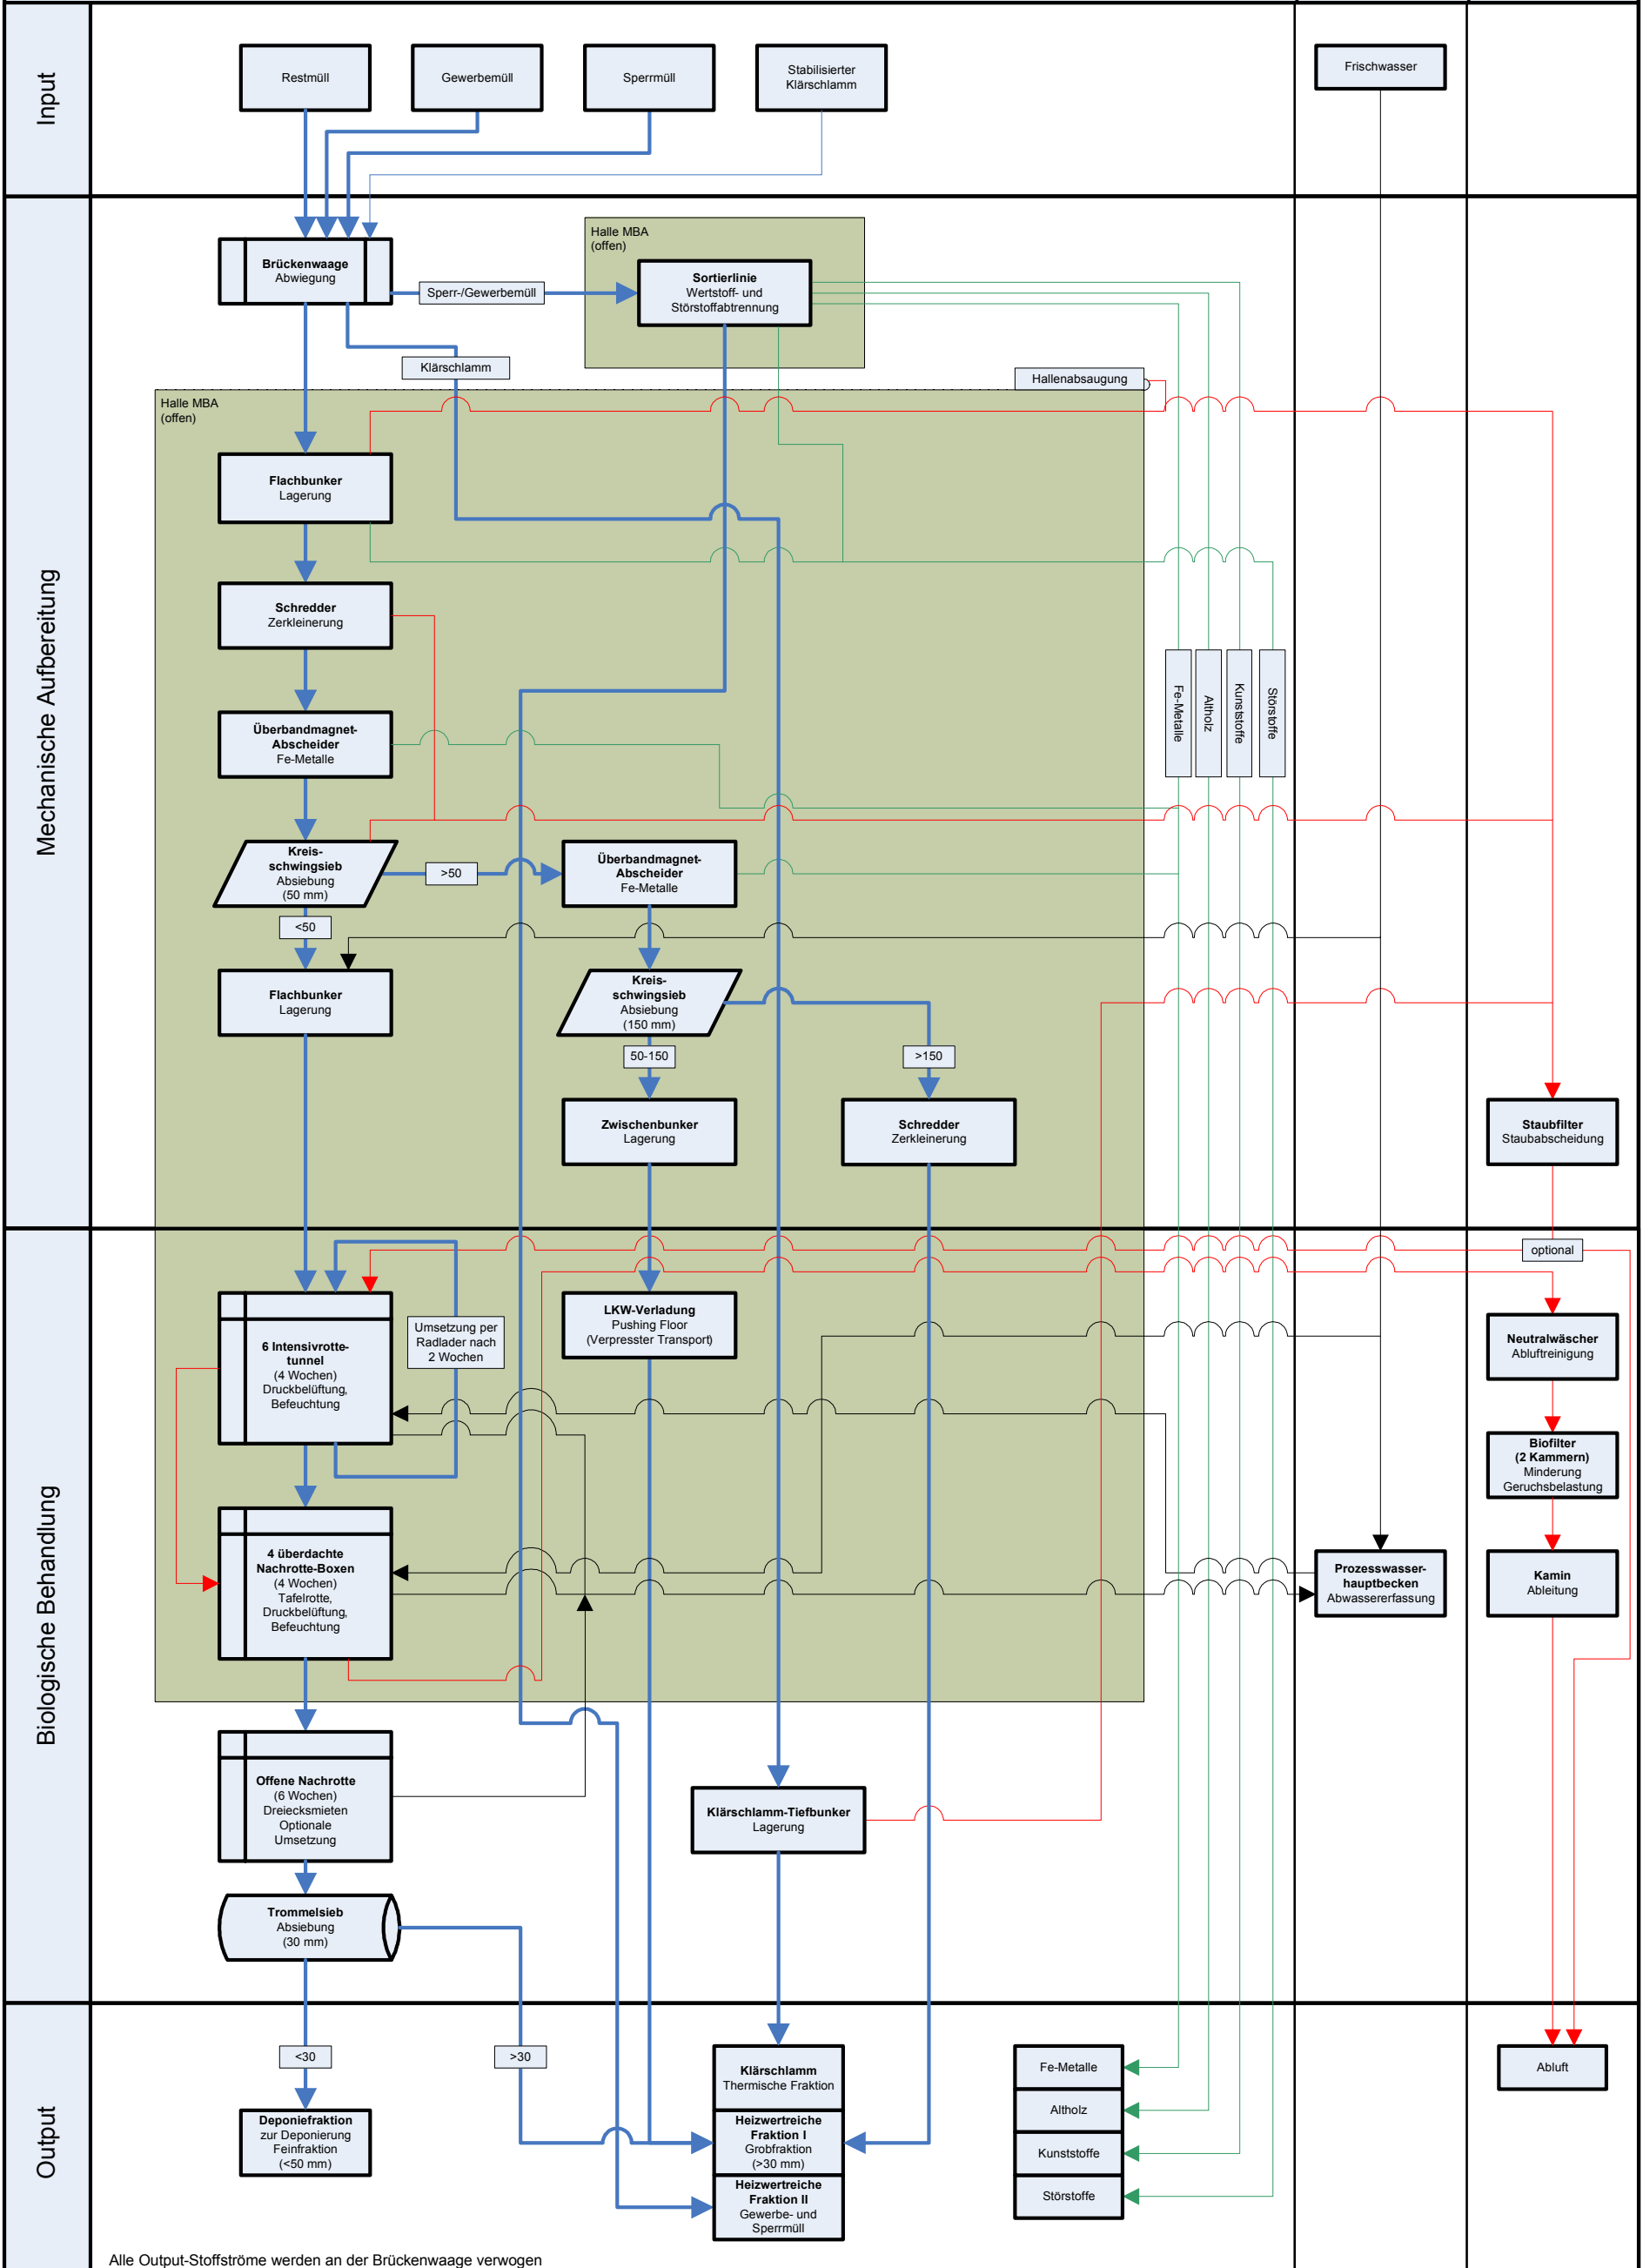 Input
Restmüll
Gewerbemüll
Sperrmüll
Stabilisierter
Klärschlamm
Frischwasser
Mechanische Aufbereitung
Brückenwaage
Abwiegung
Sperr-/Gewerbemüll
Halle MBA
(offen)
Sortierlinie
Wertstoff- und
Störstoffabtrennung
Klärschlamm
Hallenabsaugung
Halle MBA
(offen)
Flachbunker
Lagerung
Schredder
Zerkleinerung
Überbandmagnet-
Abscheider
Fe-Metalle
Fe-Metalle
Altholz
Kunststoffe
Störstoffe
Kreis-
schwingsieb
Absiebung
(50 mm)
>50
Überbandmagnet-
Abscheider
Fe-Metalle
<50
Flachbunker
Lagerung
Kreis-
schwingsieb
Absiebung
(150 mm)
50-150
>150
Zwischenbunker
Lagerung
Schredder
Zerkleinerung
Staubfilter
Staubabscheidung
Biologische Behandlung
optional
6 Intensivrotte-
tunnel
(4 Wochen)
Druckbelüftung,
Befeuchtung
Umsetzung per
Radlader nach
2 Wochen
LKW-Verladung
Pushing Floor
(Verpresster Transport)
Neutralwäscher
Abluftreinigung
Biofilter
(2 Kammern)
Minderung
Geruchsbelastung
4 überdachte
Nachrotte-Boxen
(4 Wochen)
Tafelrotte,
Druckbelüftung,
Befeuchtung
Prozesswasser-
hauptbecken
Abwassererfassung
Kamin
Ableitung
Offene Nachrotte
(6 Wochen)
Dreiecksmieten
Optionale
Umsetzung
Klärschlamm-Tiefbunker
Lagerung
Trommelsieb
Absiebung
(30 mm)
Output
<30
>30
Deponiefraktion
zur Deponierung
Feinfraktion
(<50 mm)
Klärschlamm
Thermische Fraktion
Heizwertreiche
Fraktion I
Grobfraktion
(>30 mm)
Heizwertreiche
Fraktion II
Gewerbe- und
Sperrmüll
Fe-Metalle
Altholz
Kunststoffe
Störstoffe
Abluft
Alle Output-Stoffströme werden an der Brückenwaage verwogen